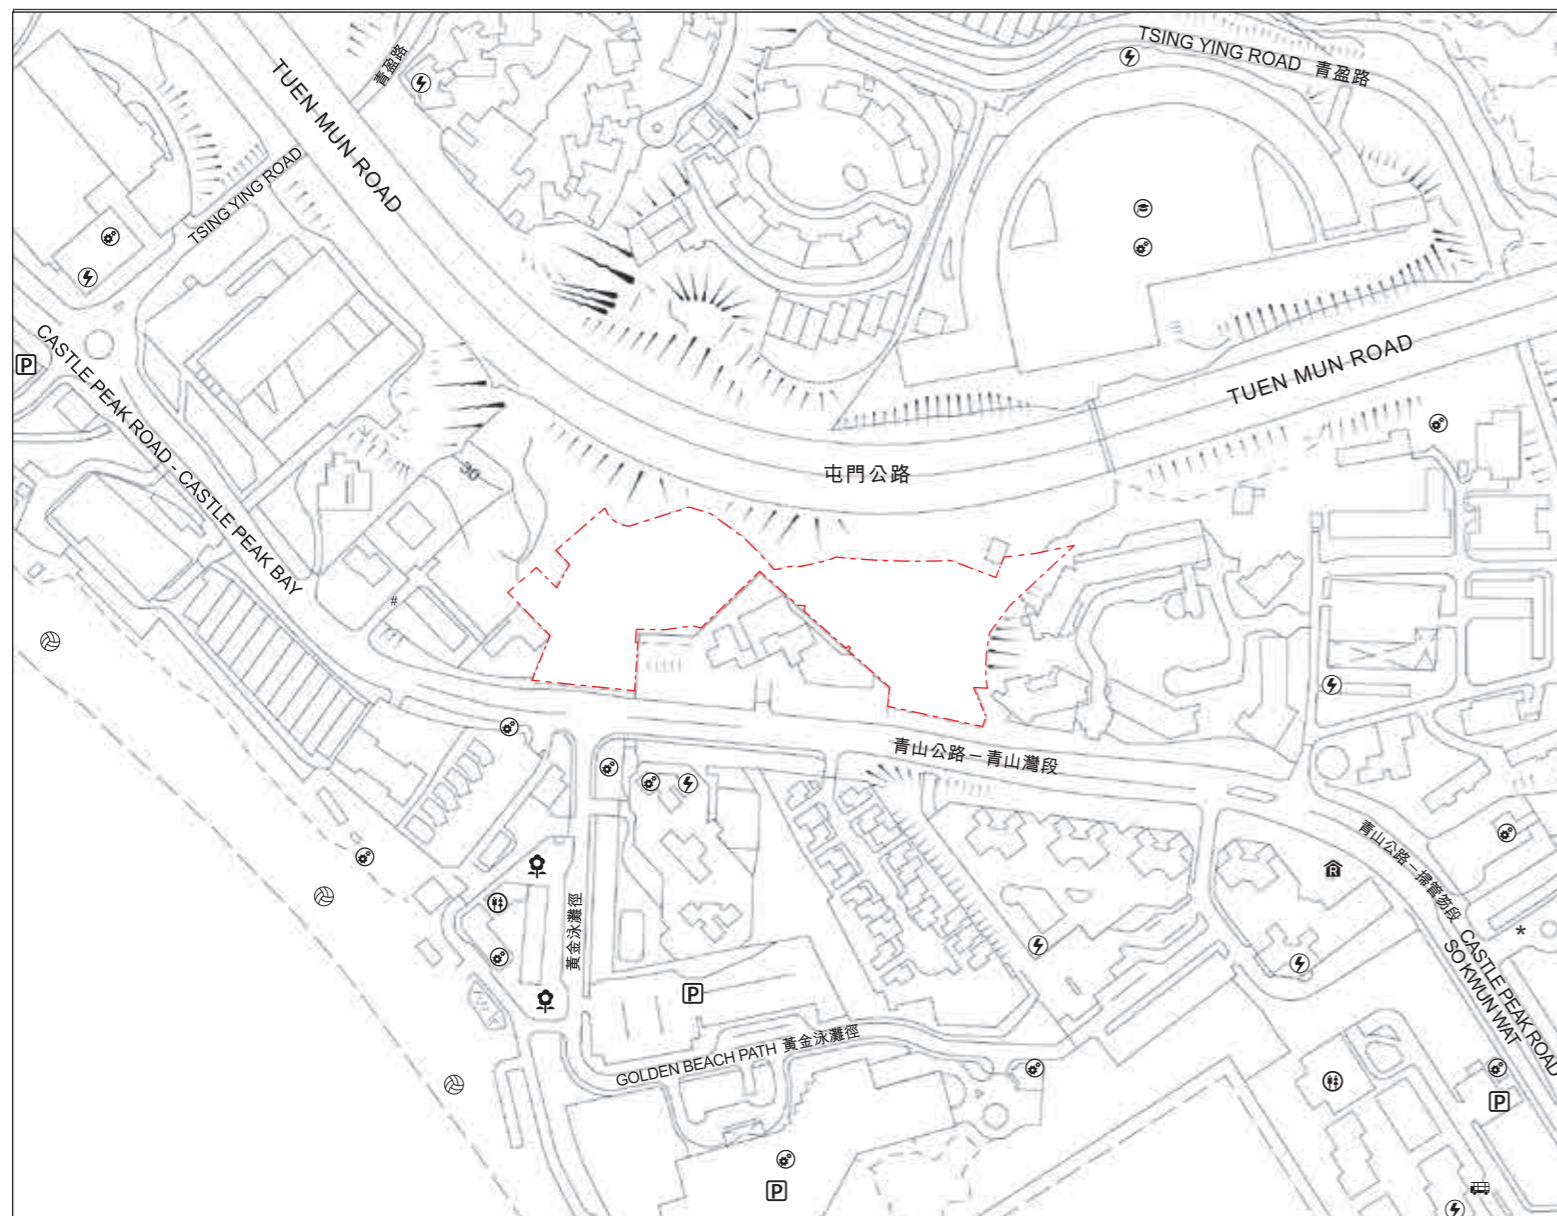 TSING YING ROAD 青盈路
青盈路
TUEN MUN ROAD
TSING YING ROAD
CASTLE PEAK ROAD - CASTLE PEAK BAY
P
TUEN MUN ROAD
30
屯門公路
#
青山公路－青山灣段
青山公路－掃管笏段
CASTLE PEAK ROAD
SO KWUN WAT
*
R
黃金泳灘徑
P
GOLDEN BEACH PATH 黃金泳灘徑
P
P